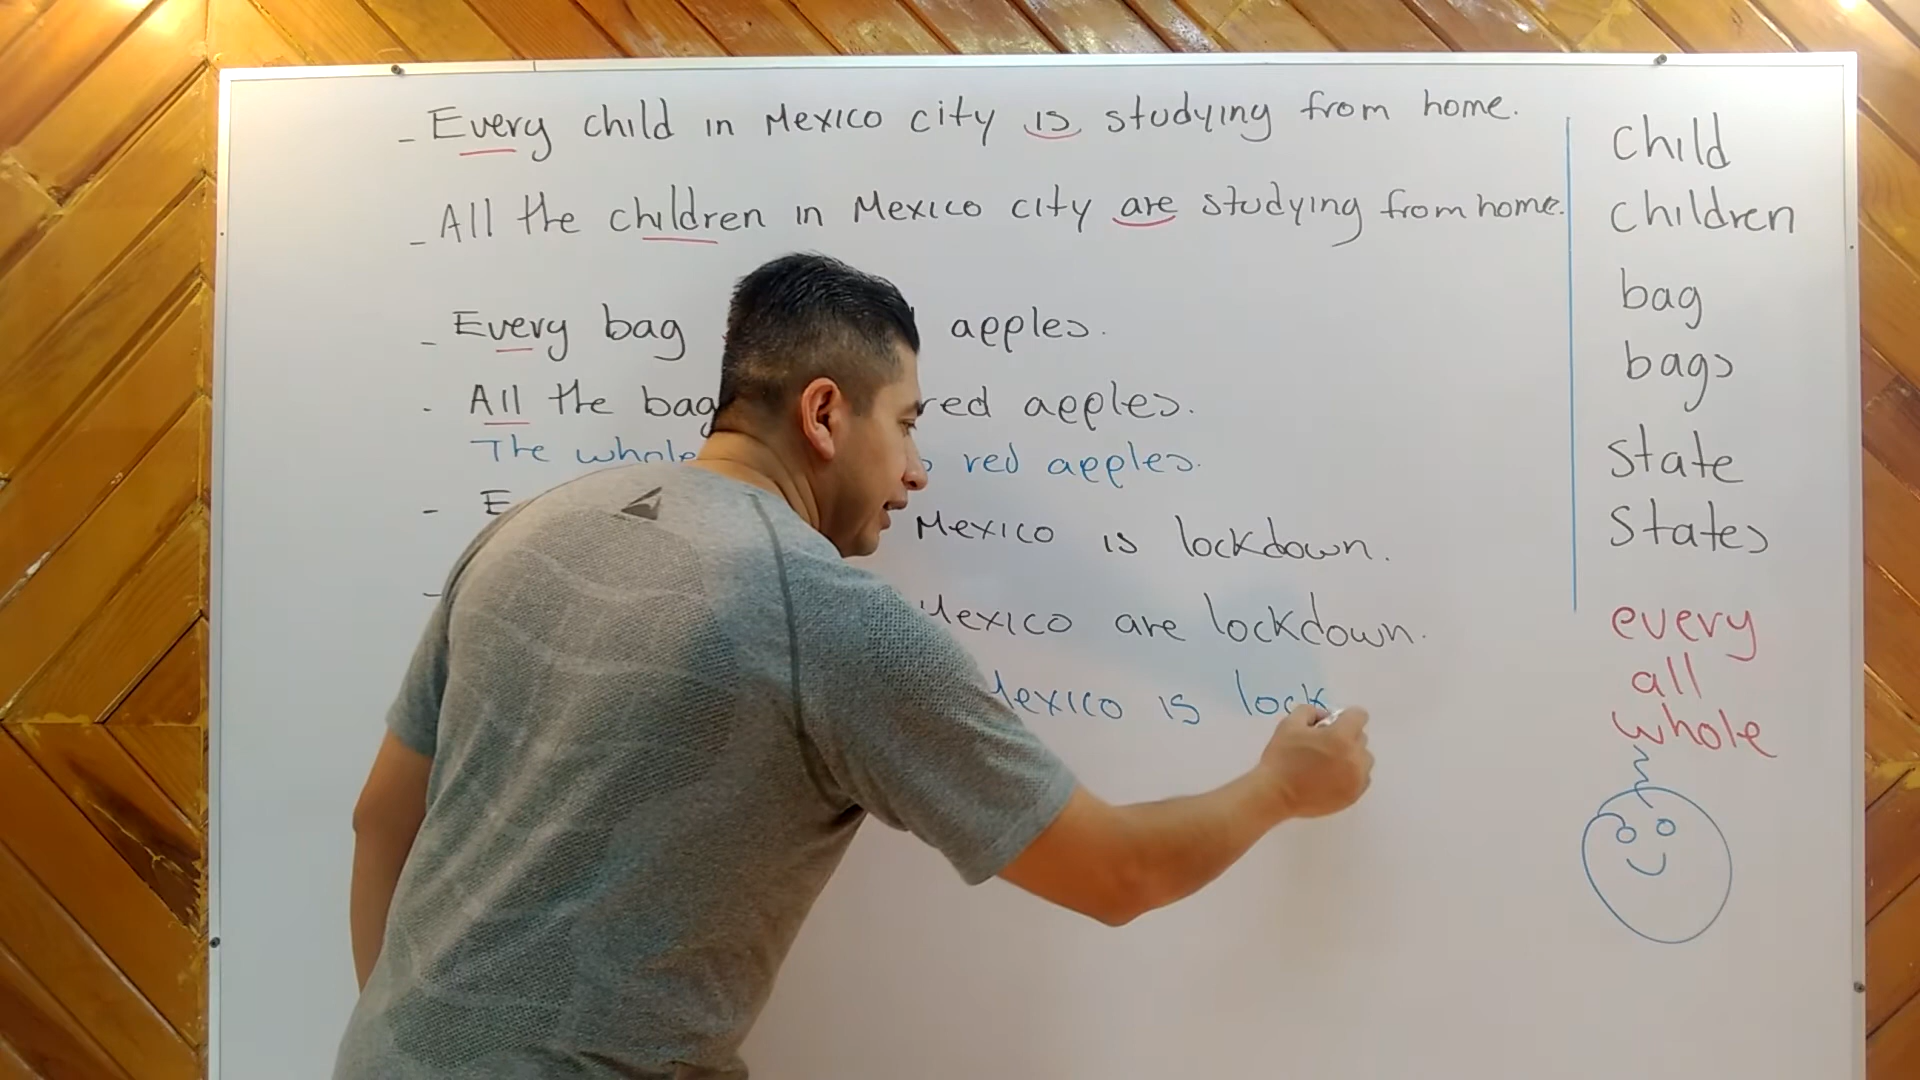 - Every child in Mexico city is studying from home.
- All the children in Mexico city are studying from home.
- Every bag apples.
- All the bag red apples.
The whole red apples.
- Mexico is lockdown.
- Mexico are lockdown.
Mexico is lock
child
children
bag
bags
state
states
every
all
whole